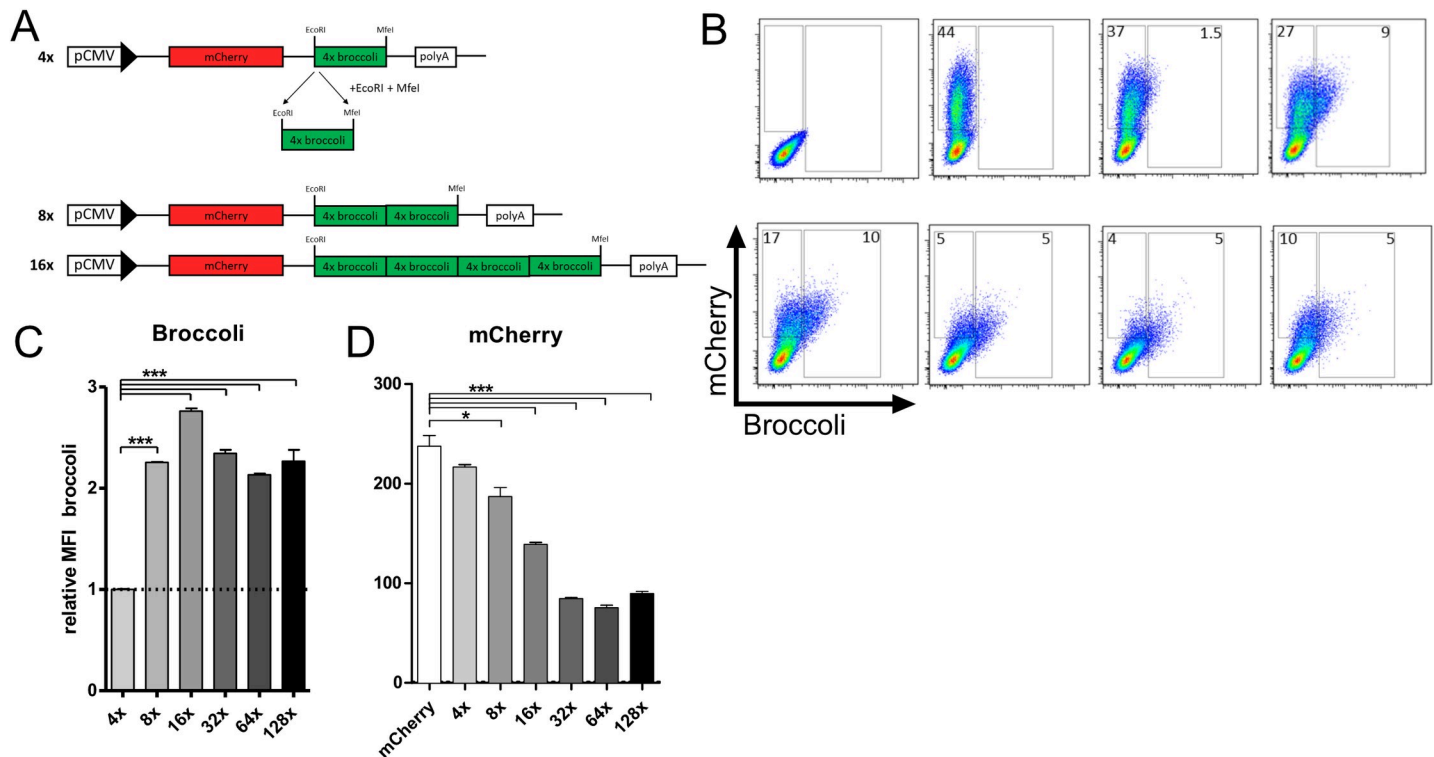 A
EcoRI MfeI
4x pCMV mCherry 4x broccoli polyA
+EcoRI + MfeI
EcoRI MfeI
4x broccoli
EcoRI MfeI
8x pCMV mCherry 4x broccoli 4x broccoli polyA
EcoRI MfeI
16x pCMV mCherry 4x broccoli 4x broccoli 4x broccoli 4x broccoli polyA
B
44 37 1.5 27 9
17 10 5 5 4 5 10 5
mCherry
Broccoli
C Broccoli
relative MFI broccoli
3
2
1
0
***
***
4x 8x 16x 32x 64x 128x
D mCherry
300
200
100
0
***
*
mCherry 4x 8x 16x 32x 64x 128x